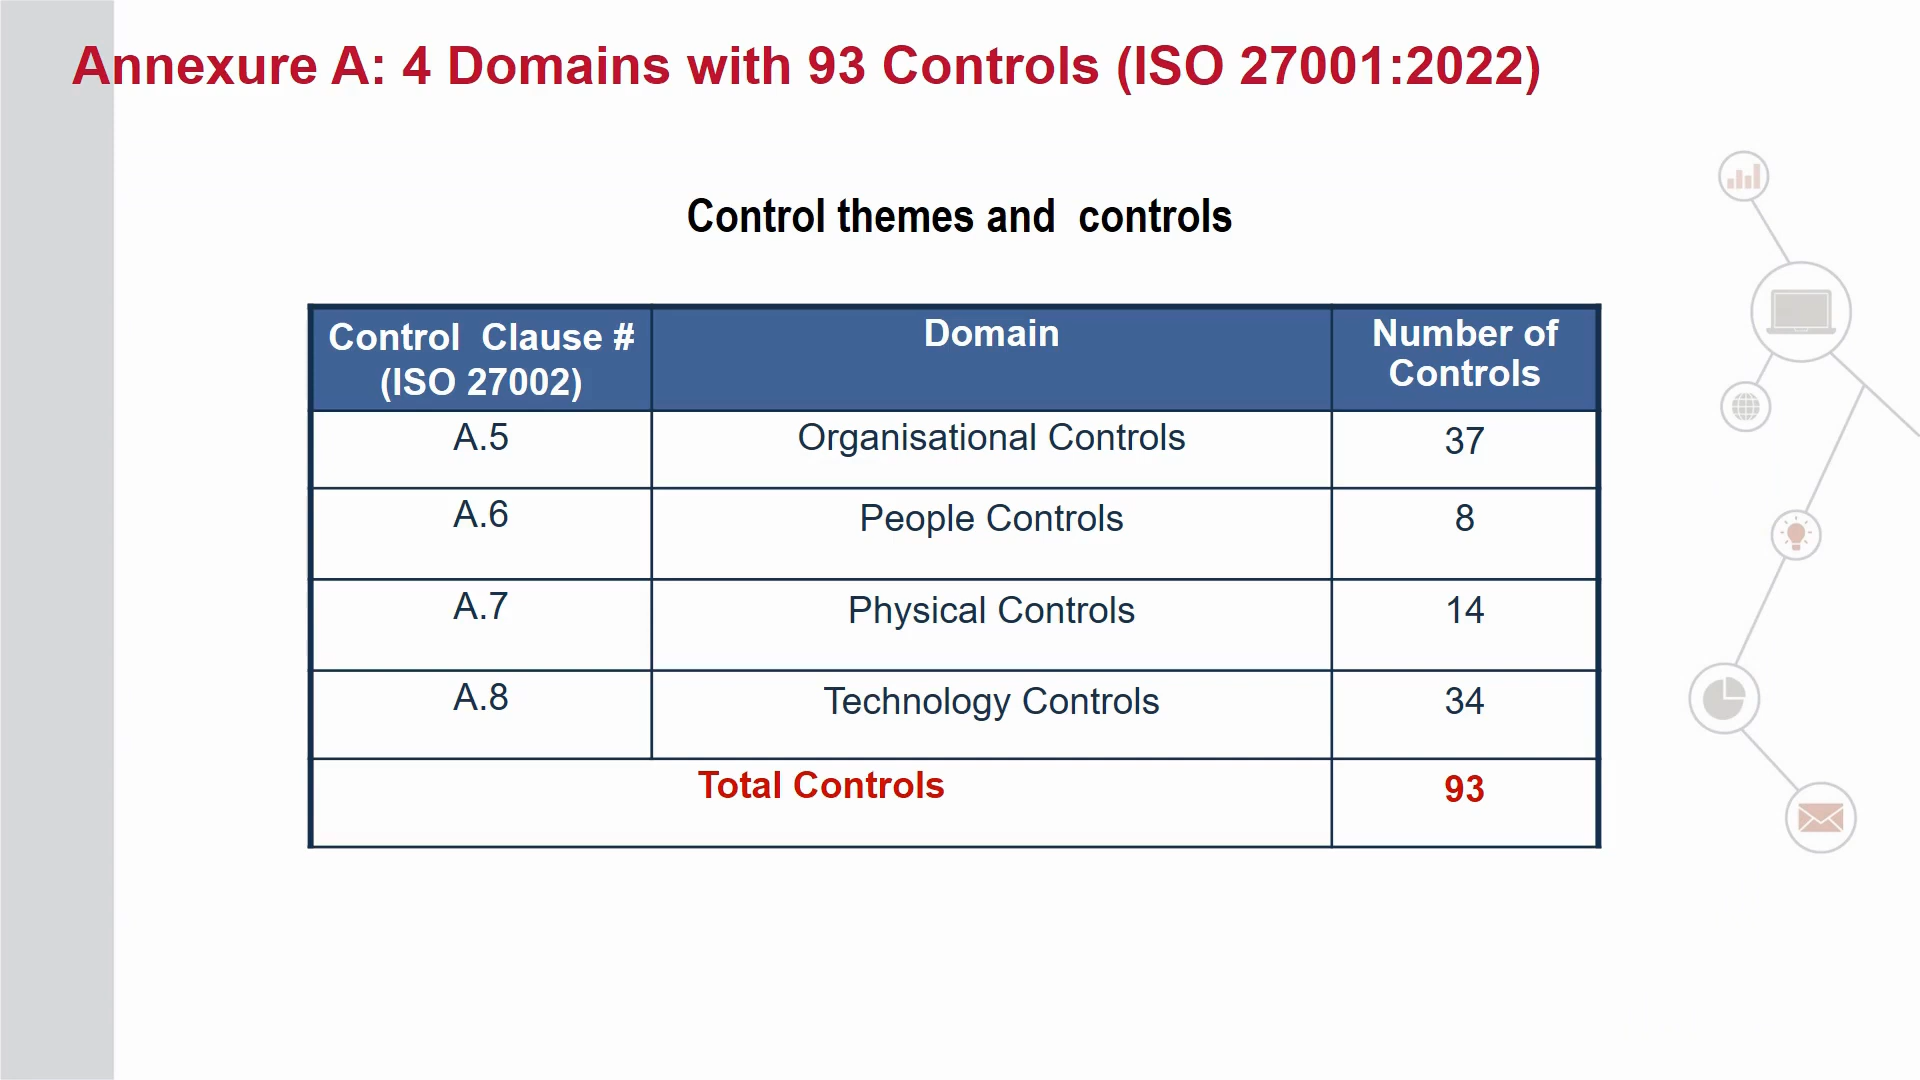 Annexure A: 4 Domains with 93 Controls (ISO 27001:2022)
Control themes and controls
Control Clause #
(ISO 27002)
Domain
Number of
Controls
A.5
Organisational Controls
37
A.6
People Controls
8
A.7
Physical Controls
14
A.8
Technology Controls
34
Total Controls
93